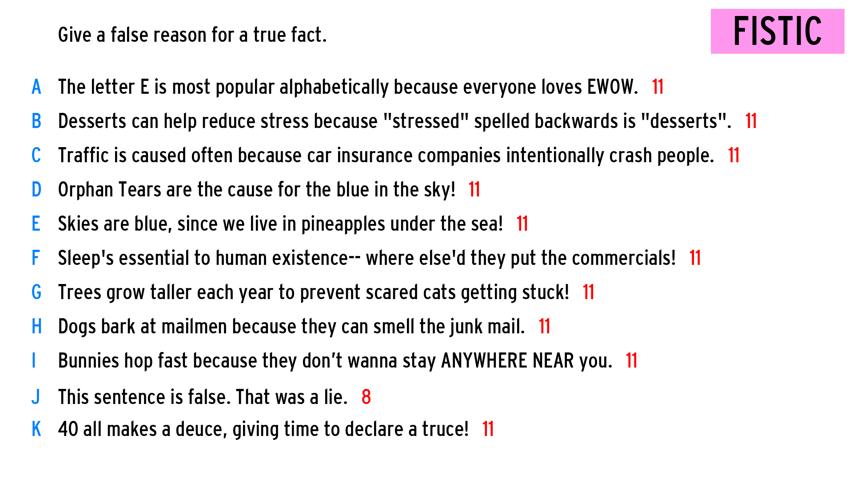 Give a false reason for a true fact.
FISTIC
A The letter E is most popular alphabetically because everyone loves EWOW. 11
B Desserts can help reduce stress because "stressed" spelled backwards is "desserts". 11
C Traffic is caused often because car insurance companies intentionally crash people. 11
D Orphan Tears are the cause for the blue in the sky! 11
E Skies are blue, since we live in pineapples under the sea! 11
F Sleep's essential to human existence-- where else'd they put the commercials! 11
G Trees grow taller each year to prevent scared cats getting stuck! 11
H Dogs bark at mailmen because they can smell the junk mail. 11
I Bunnies hop fast because they don’t wanna stay ANYWHERE NEAR you. 11
J This sentence is false. That was a lie. 8
K 40 all makes a deuce, giving time to declare a truce! 11